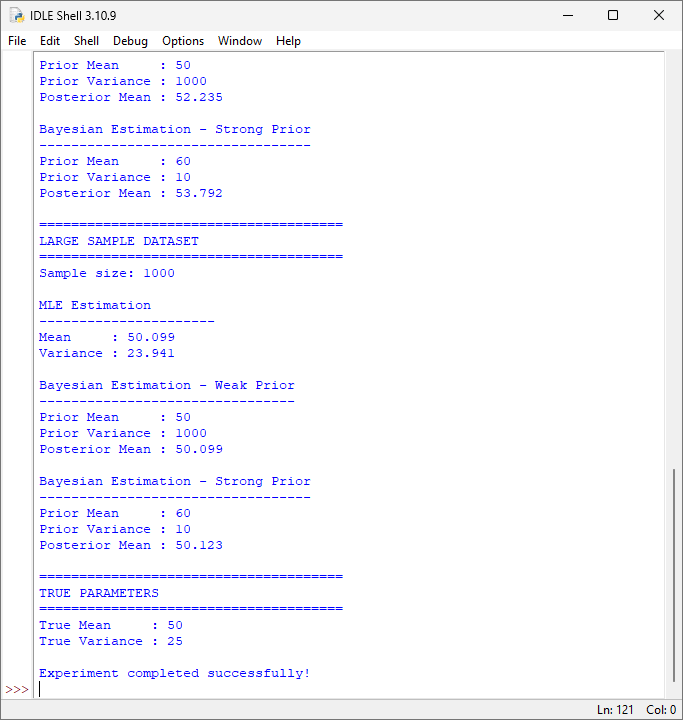 IDLE Shell 3.10.9
File Edit Shell Debug Options Window Help
Prior Mean     : 50
Prior Variance : 1000
Posterior Mean : 52.235
Bayesian Estimation - Strong Prior
----------------------------------
Prior Mean     : 60
Prior Variance : 10
Posterior Mean : 53.792
======================================
LARGE SAMPLE DATASET
======================================
Sample size: 1000
MLE Estimation
----------------------
Mean     : 50.099
Variance : 23.941
Bayesian Estimation - Weak Prior
--------------------------------
Prior Mean     : 50
Prior Variance : 1000
Posterior Mean : 50.099
Bayesian Estimation - Strong Prior
----------------------------------
Prior Mean     : 60
Prior Variance : 10
Posterior Mean : 50.123
======================================
TRUE PARAMETERS
======================================
True Mean     : 50
True Variance : 25
Experiment completed successfully!
>>>
Ln: 121 Col: 0